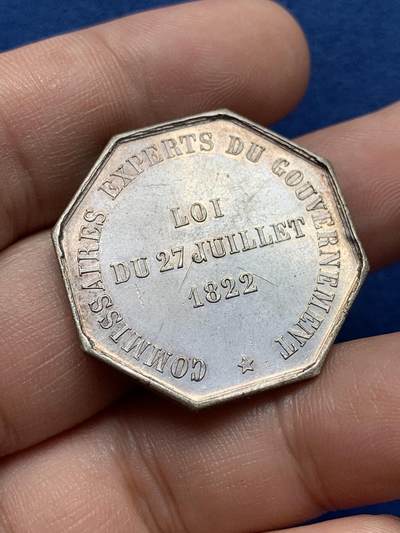 COMMISSAIRES EXPERTS DU GOUVERNEMENT
LOI
DU 27 JUILLET
1822